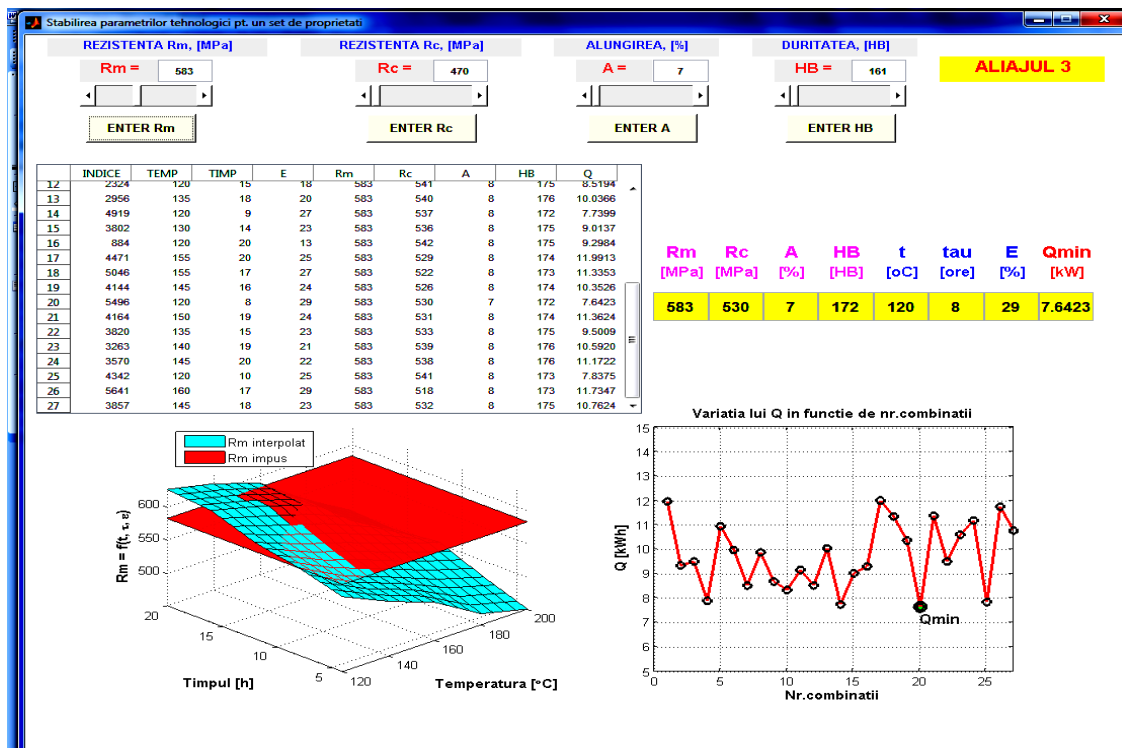 Stabilirea parametrilor tehnologici pt. un set de proprietati
REZISTENTA Rm, [MPa] REZISTENTA Rc, [MPa] ALUNGIREA, [%] DURITATEA, [HB]
Rm = 583 Rc = 470 A = 7 HB = 161 ALIAJUL 3
ENTER Rm ENTER Rc ENTER A ENTER HB
INDICE TEMP TIMP E Rm Rc A HB Q
12 2324 120 15 18 583 541 8 175 8.5194
13 2956 135 18 20 583 540 8 176 10.0366
14 4919 120 9 27 583 537 8 172 7.7399
15 3802 130 14 23 583 536 8 175 9.0137
16 884 120 20 13 583 542 8 175 9.2984
17 4471 155 20 25 583 529 8 174 11.9913
18 5046 155 17 27 583 522 8 173 11.3353
19 4144 145 16 24 583 526 8 174 10.3526
20 5496 120 8 29 583 530 7 172 7.6423
21 4164 150 19 24 583 531 8 174 11.3624
22 3820 135 15 23 583 533 8 175 9.5009
23 3263 140 19 21 583 539 8 176 10.5920
24 3570 145 20 22 583 538 8 176 11.1722
25 4342 120 10 25 583 541 8 173 7.8375
26 5641 160 17 29 583 518 8 173 11.7347
27 3857 145 18 23 583 532 8 175 10.7624
Rm Rc A HB t tau E Qmin
[MPa] [MPa] [%] [HB] [oC] [ore] [%] [kW]
583 530 7 172 120 8 29 7.6423
Rm interpolat
Rm impus
Rm = f(t, τ, ε)
600
550
500
20
15
10
5
120
140
160
180
200
Timpul [h]
Temperatura [°C]
Variatia lui Q in functie de nr.combinatii
Q [kWh]
15
14
13
12
11
10
9
8
7
6
5
Qmin
0 5 10 15 20 25
Nr.combinatii